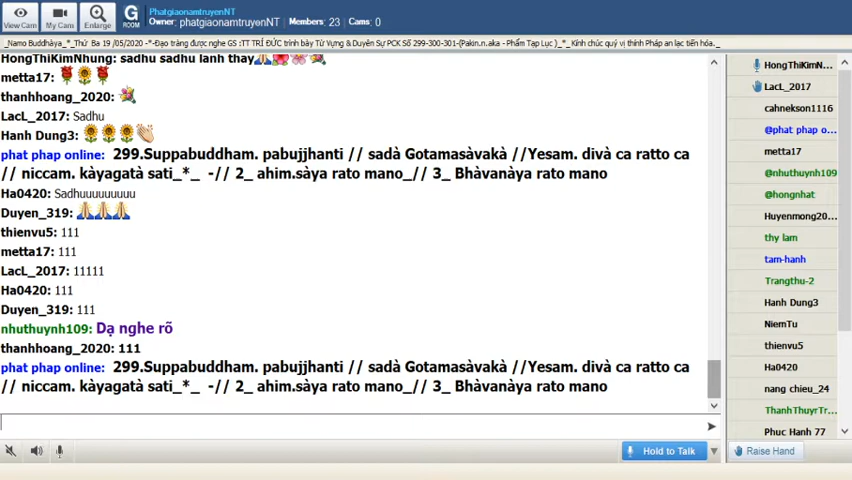 PhatgiaonamtruyenNT
Owner: phatgiaonamtruyenNT Members: 23 Cams: 0
View Cam My Cam Enlarge G ROOM
_Namo Buddhàya_*_Thứ Ba 19 /05/2020 -*-Đạo tràng được nghe GS :TT TRÍ ĐỨC trình bày Từ Vựng & Duyên Sự PCK Số 299-300-301-(Pakin.n.aka - Phẩm Tạp Lục )_*_ Kính chúc quý vị thính Pháp an lạc tiến hóa._
HongThiKimNhung: sadhu sadhu lanh thay
metta17:
thanhhoang_2020:
LacL_2017: Sadhu
Hanh Dung3:
phat phap online: 299.Suppabuddham. pabujjhanti // sadà Gotamasàvakà //Yesam. divà ca ratto ca
// niccam. kàyagatà sati_*_ -// 2_ ahim.sàya rato mano_// 3_ Bhàvanàya rato mano
Ha0420: Sadhuuuuuuuuu
Duyen_319:
thienvu5: 111
metta17: 111
LacL_2017: 11111
Ha0420: 111
Duyen_319: 111
nhuthuynh109: Dạ nghe rõ
thanhhoang_2020: 111
phat phap online: 299.Suppabuddham. pabujjhanti // sadà Gotamasàvakà //Yesam. divà ca ratto ca
// niccam. kàyagatà sati_*_ -// 2_ ahim.sàya rato mano_// 3_ Bhàvanàya rato mano
Hold to Talk
HongThiKimN...
LacL_2017
cahnekson1116
@phat phap o...
metta17
@nhuthuynh109
@hongnhat
Huyenmong20...
thy lam
tam-hanh
Trangthu-2
Hanh Dung3
NiemTu
thienvu5
Ha0420
nang chieu_24
ThanhThuyrTr...
Phuc Hanh 77
Raise Hand